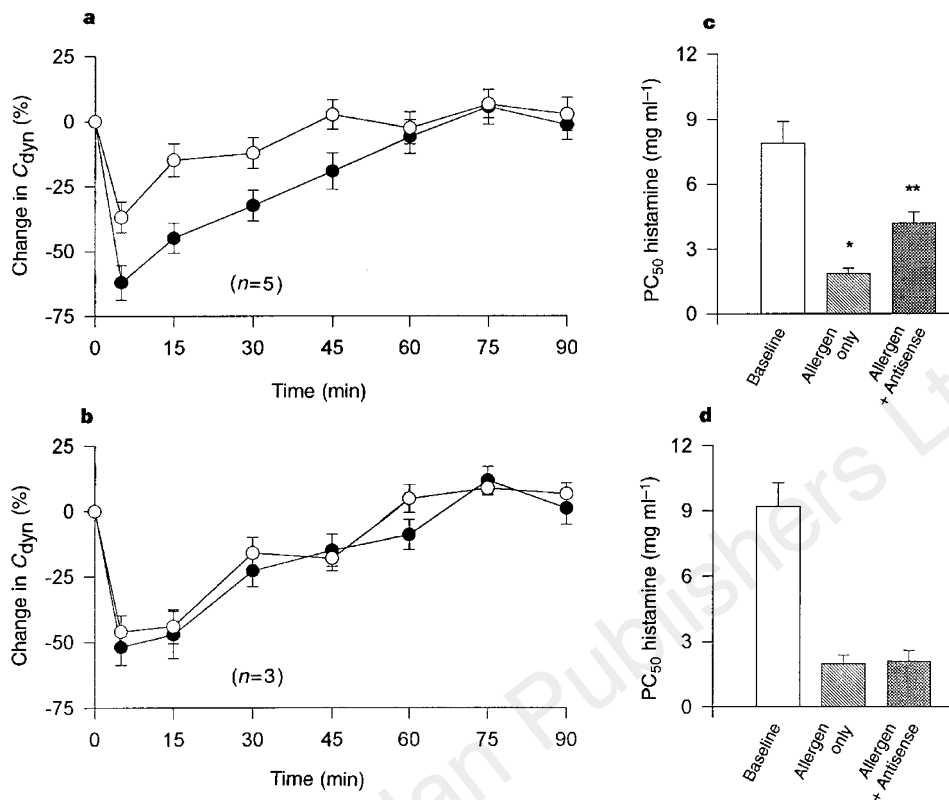 a
25
0
-25
-50
-75
Change in Cdyn (%)
(n=5)
0 15 30 45 60 75 90
Time (min)
b
25
0
-25
-50
-75
Change in Cdyn (%)
(n=3)
0 15 30 45 60 75 90
Time (min)
c
12
9
6
3
0
PC50 histamine (mg ml–1)
*
**
Baseline
Allergen
only
Allergen
+ Antisense
d
12
9
6
3
0
PC50 histamine (mg ml–1)
Baseline
Allergen
only
Allergen
+ Antisense
Publishers Lt